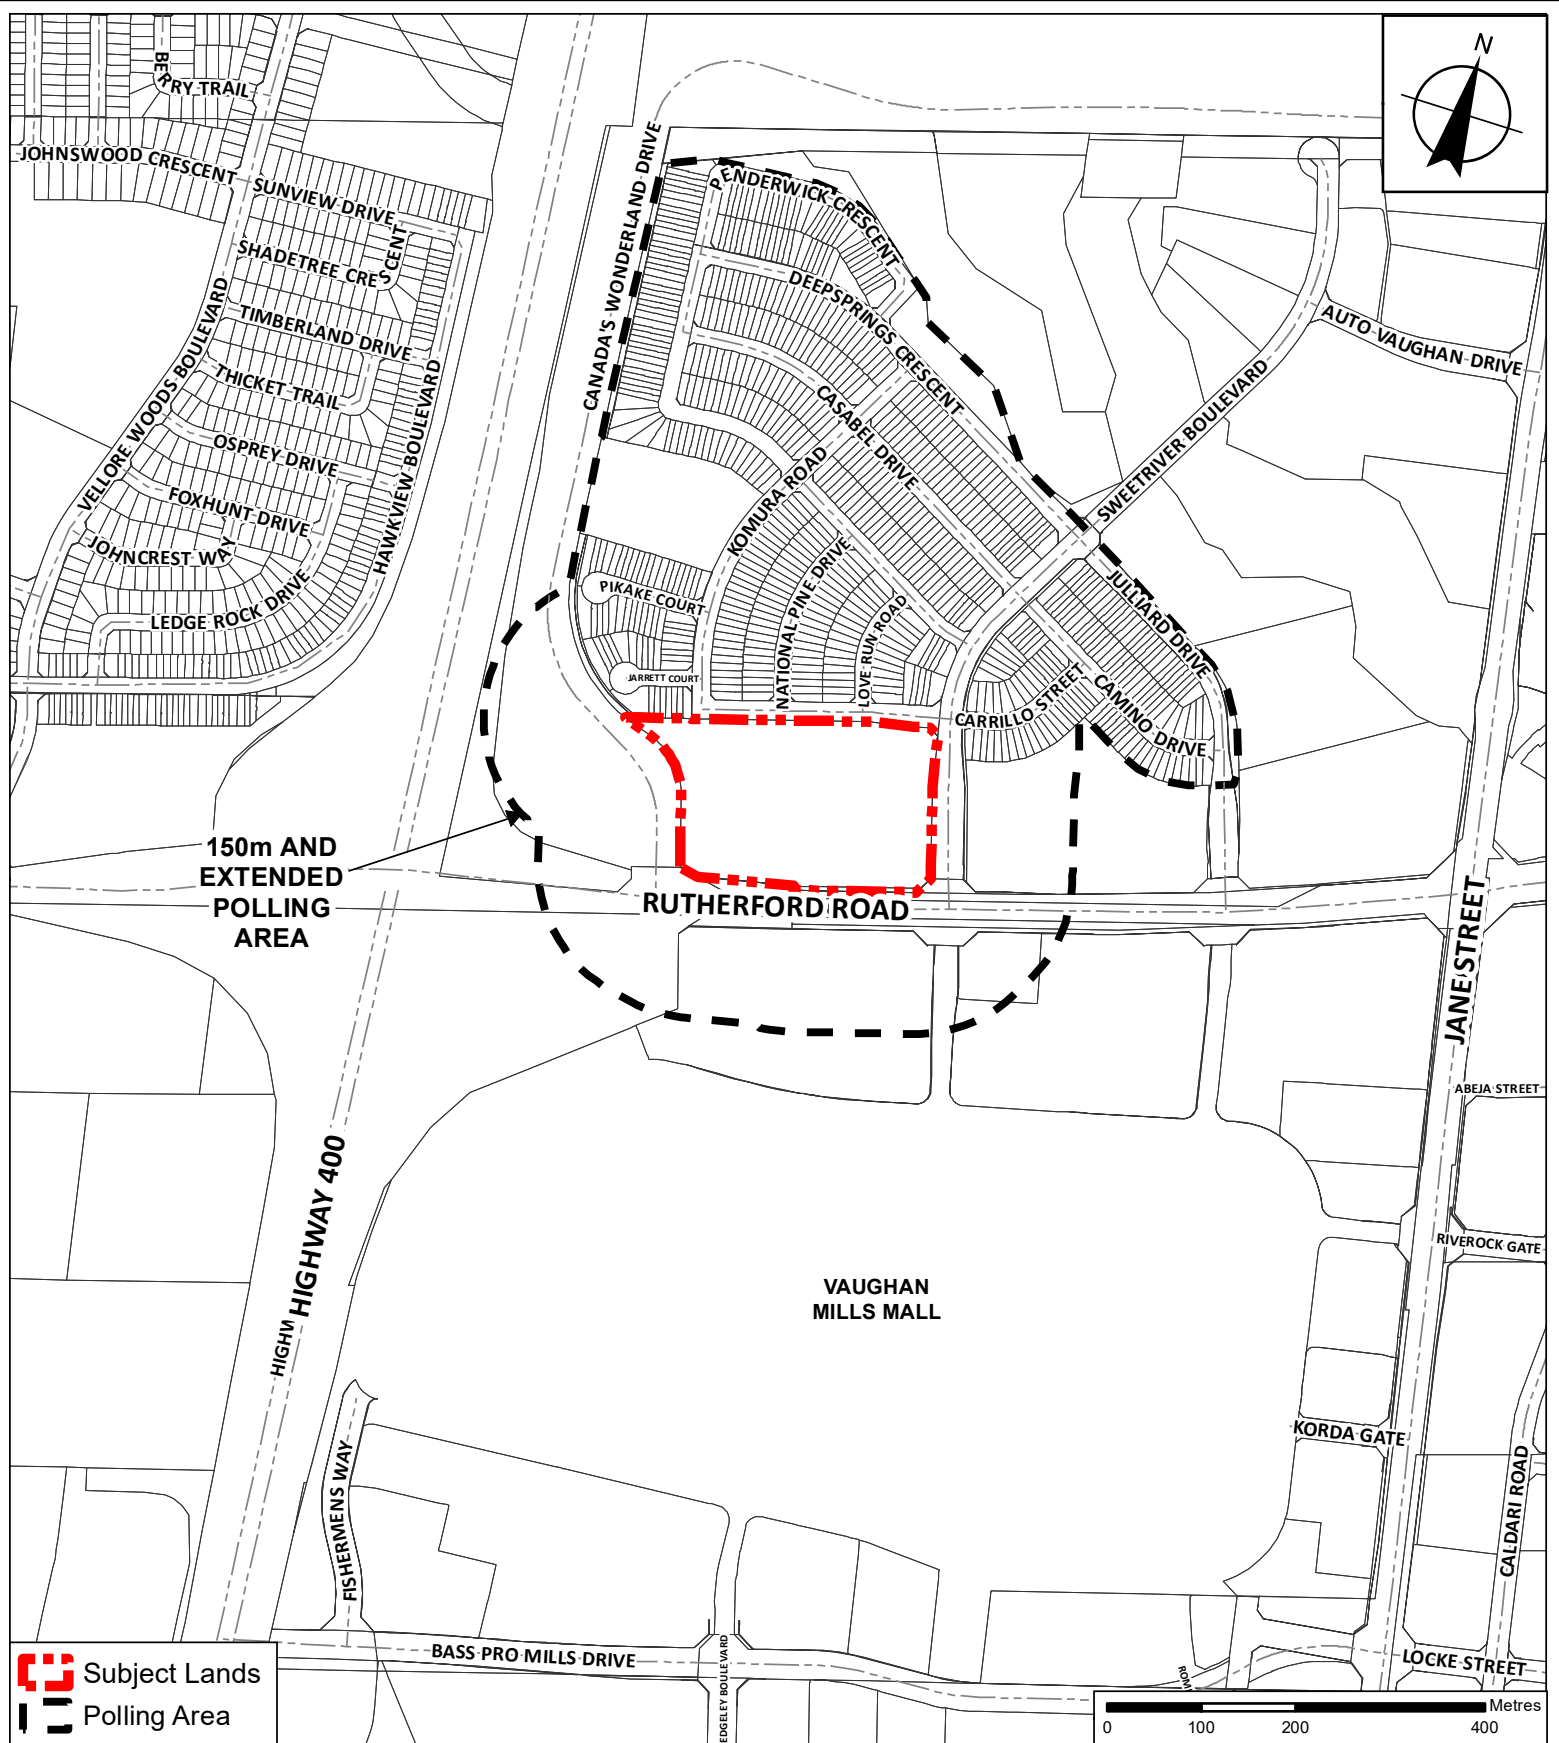 N
BERRY TRAIL
JOHNSWOOD CRESCENT
SUNVIEW DRIVE
SHADETREE CRESCENT
TIMBERLAND DRIVE
THICKET TRAIL
OSPREY DRIVE
FOXHUNT DRIVE
JOHNCREST WAY
LEDGE ROCK DRIVE
VELLORE WOODS BOULEVARD
HAWKVIEW BOULEVARD
CANADA'S WONDERLAND DRIVE
PENDERWICK CRESCENT
DEEPSPRINGS CRESCENT
CASABEL DRIVE
KOMURA ROAD
NATIONAL PINE DRIVE
LOVE RUN ROAD
PIKAKE COURT
JARRETT COURT
CARRILLO STREET
CAMINO DRIVE
JULLIARD DRIVE
SWEETRIVER BOULEVARD
AUTO VAUGHAN DRIVE
150m AND
EXTENDED
POLLING
AREA
RUTHERFORD ROAD
JANE STREET
ABEJA STREET
RIVEROCK GATE
HIGHWAY 400
HIGHW
VAUGHAN
MILLS MALL
KORDA GATE
CALDARI ROAD
FISHERMENS WAY
BASS PRO MILLS DRIVE
EDGELEY BOULEVARD
LOCKE STREET
Subject Lands
Polling Area
Metres
0 100 200 400